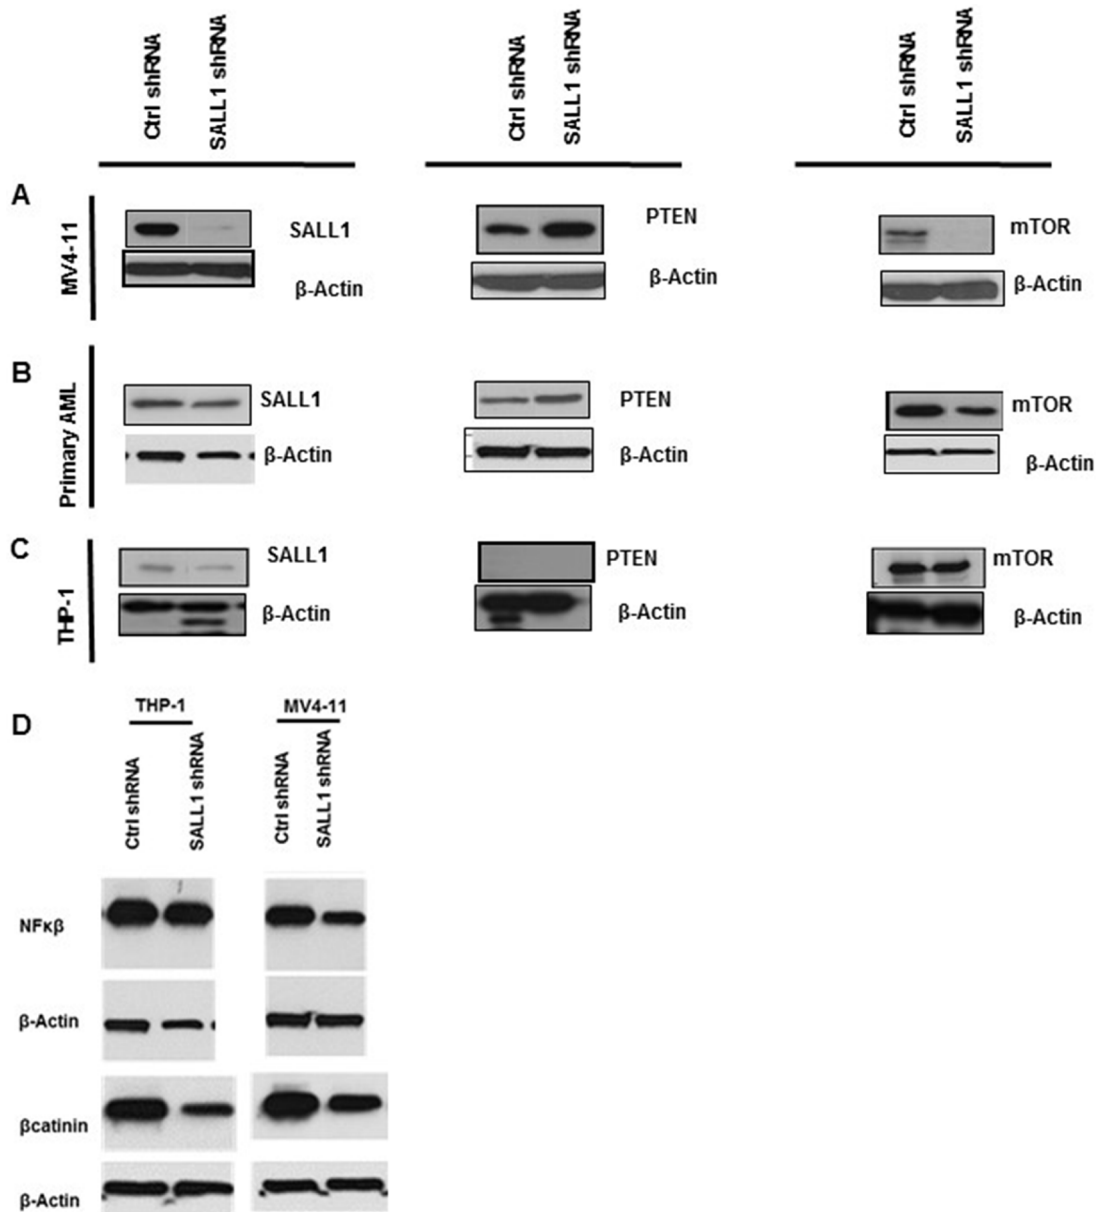 Ctrl shRNA
SALL1 shRNA
Ctrl shRNA
SALL1 shRNA
Ctrl shRNA
SALL1 shRNA
A
MV4-11
SALL1
β-Actin
PTEN
β-Actin
mTOR
β-Actin
B
Primary AML
SALL1
β-Actin
PTEN
β-Actin
mTOR
β-Actin
C
THP-1
SALL1
β-Actin
PTEN
β-Actin
mTOR
β-Actin
D
THP-1
MV4-11
Ctrl shRNA
SALL1 shRNA
Ctrl shRNA
SALL1 shRNA
NFκβ
β-Actin
βcatinin
β-Actin